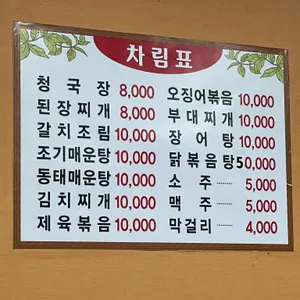 차림표
청국장 8,000
된장찌개 8,000
갈치조림 10,000
조기매운탕 10,000
동태매운탕 10,000
김치찌개 10,000
제육볶음 10,000
오징어볶음 10,000
부대찌개 10,000
장어탕 10,000
닭볶음탕 50,000
소주 ........ 5,000
맥주 ........ 5,000
막걸리 ........ 4,000